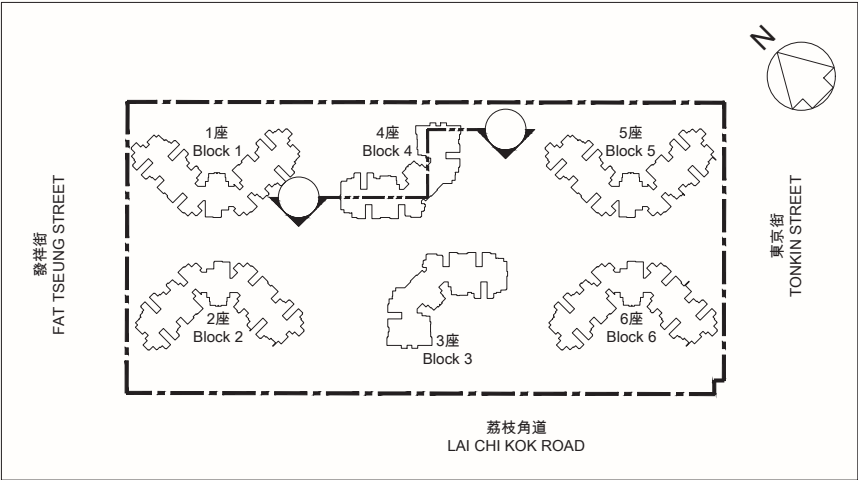 N
1座
Block 1
4座
Block 4
5座
Block 5
發祥街
FAT TSEUNG STREET
東京街
TONKIN STREET
2座
Block 2
3座
Block 3
6座
Block 6
荔枝角道
LAI CHI KOK ROAD